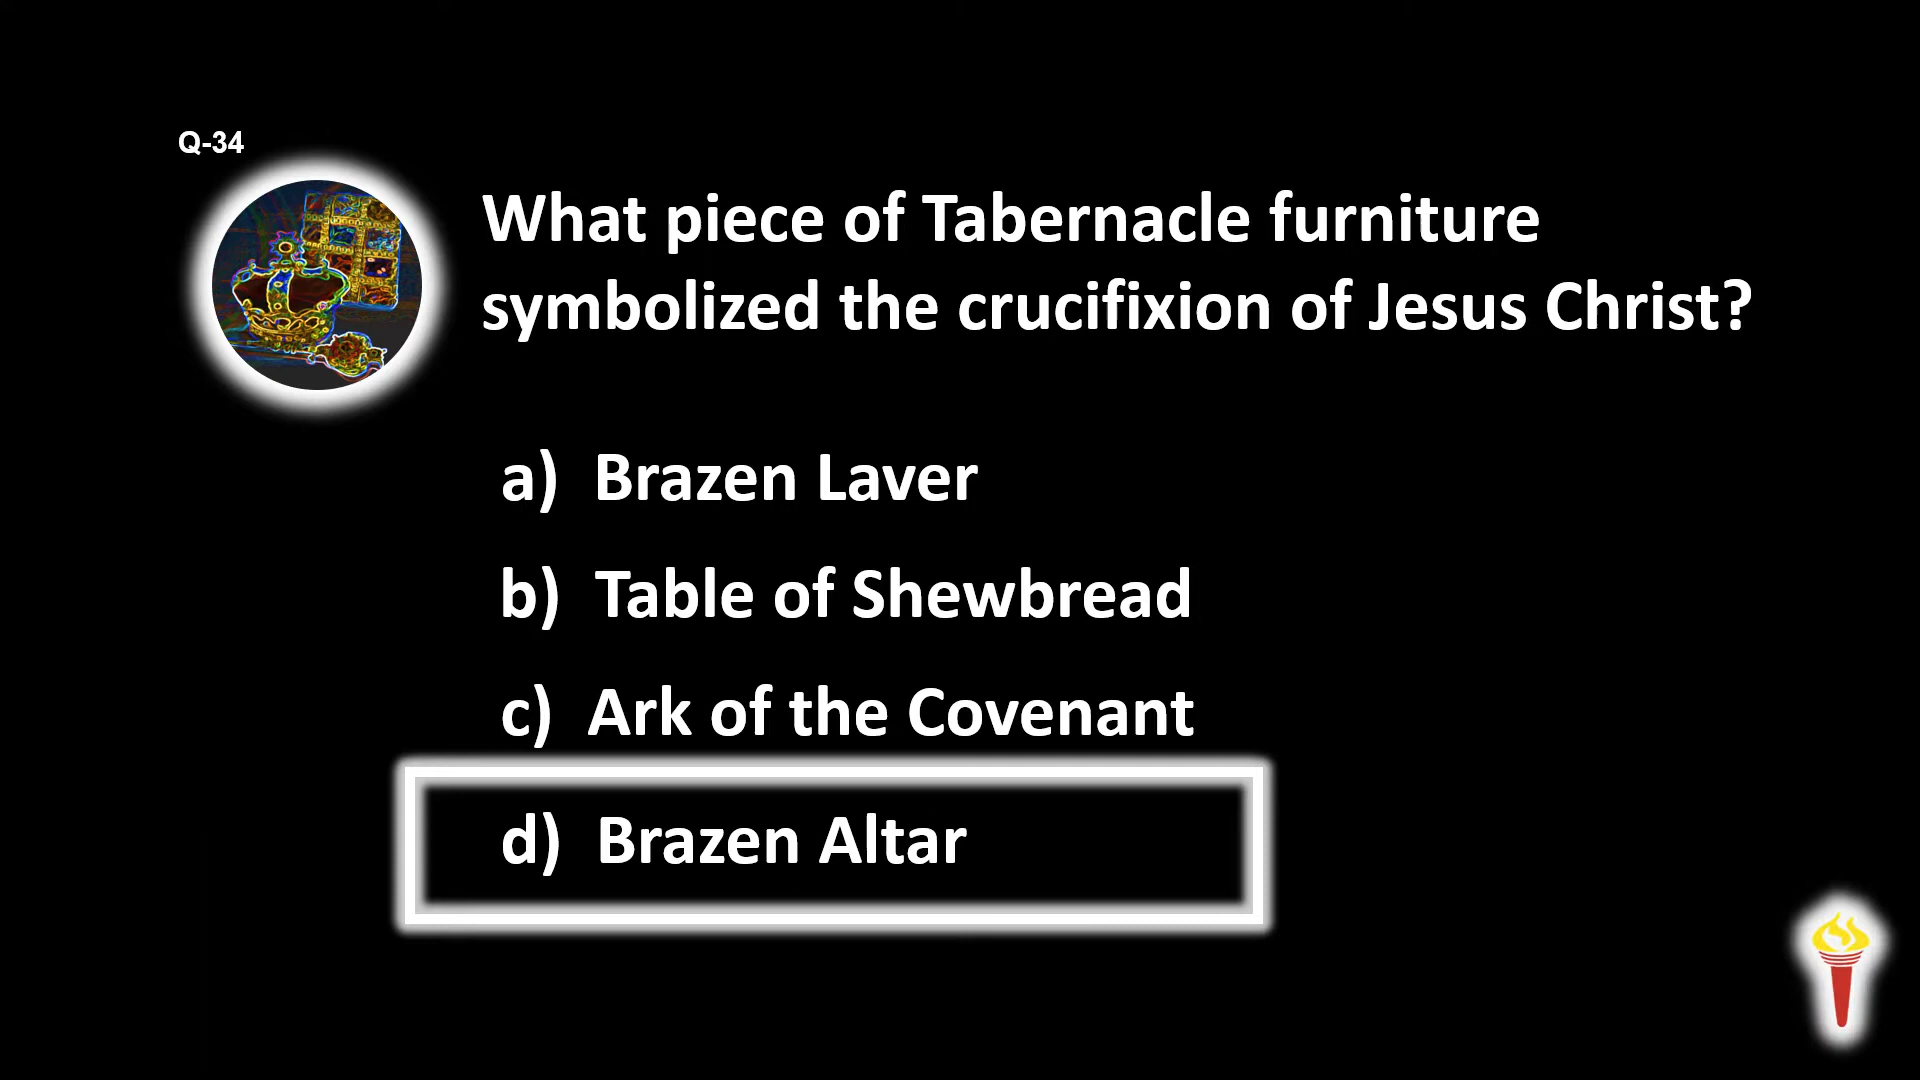 Q-34
What piece of Tabernacle furniture
symbolized the crucifixion of Jesus Christ?
a) Brazen Laver
b) Table of Shewbread
c) Ark of the Covenant
d) Brazen Altar